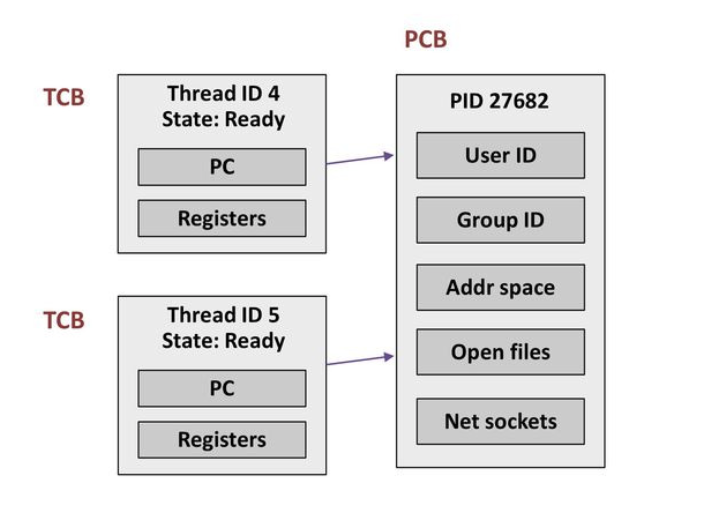 PCB
TCB
Thread ID 4
State: Ready
PC
Registers
TCB
Thread ID 5
State: Ready
PC
Registers
PID 27682
User ID
Group ID
Addr space
Open files
Net sockets